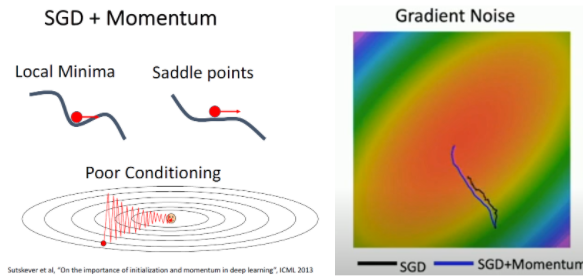 SGD + Momentum
Local Minima
Saddle points
Poor Conditioning
Sutskever et al, "On the importance of initialization and momentum in deep learning", ICML 2013
Gradient Noise
SGD
SGD+Momentum